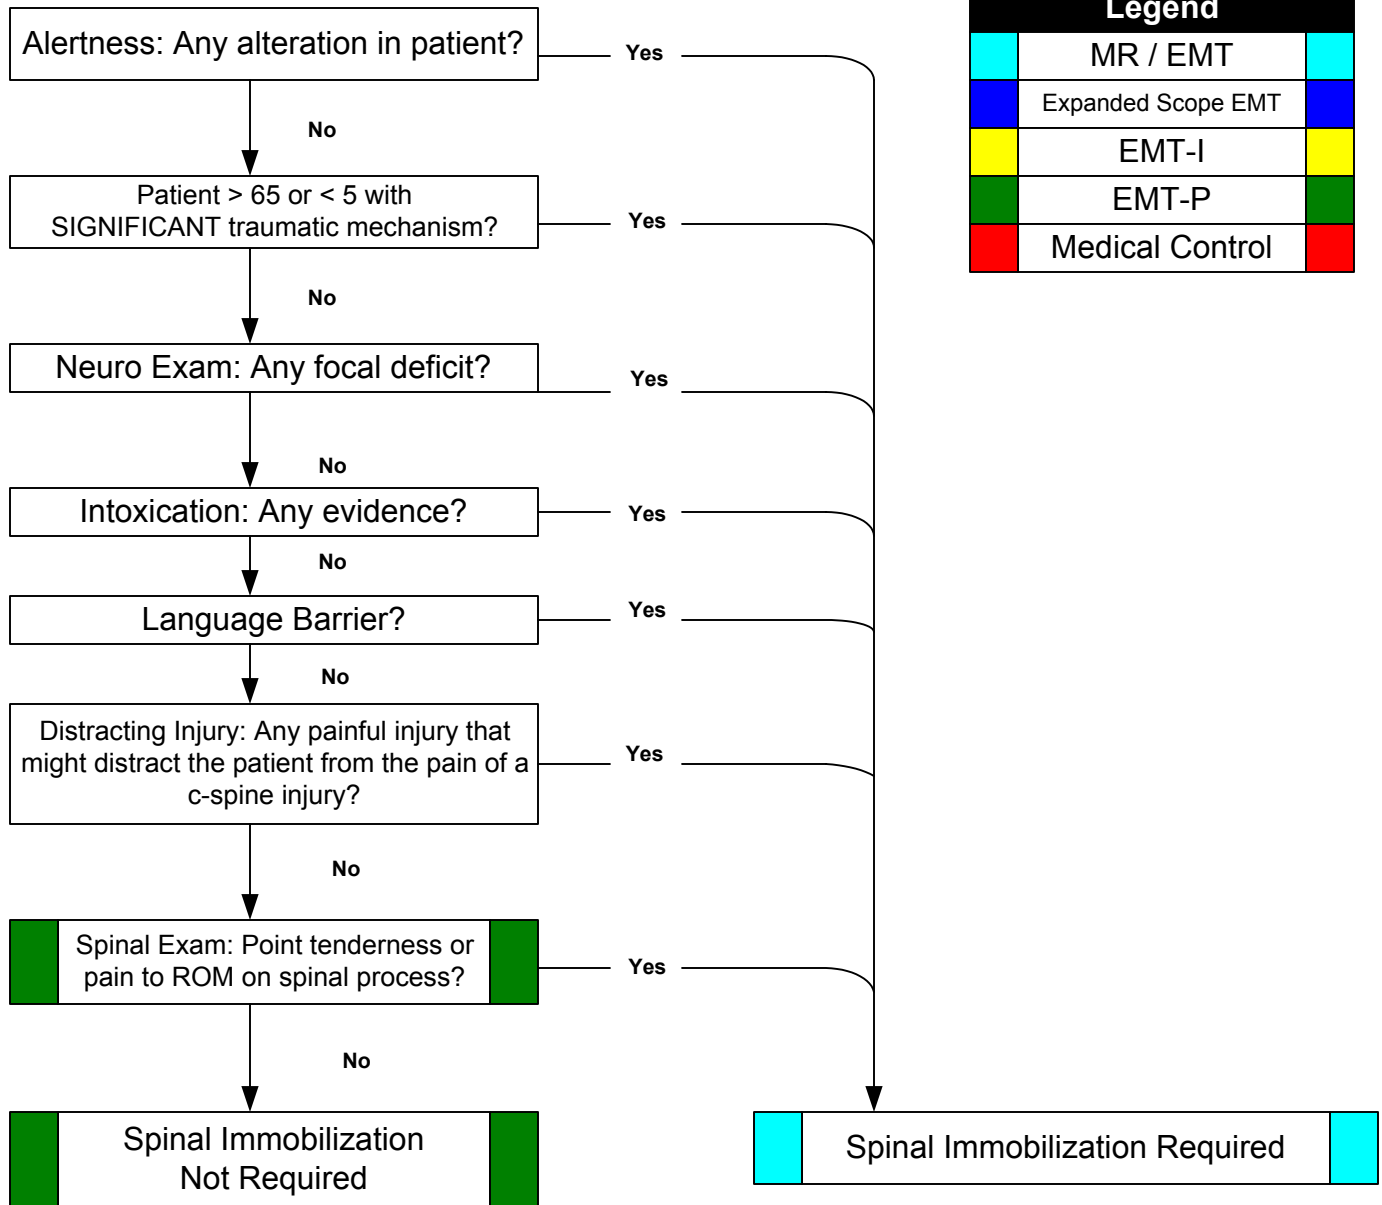 Legend
Alertness: Any alteration in patient?
Yes
MR / EMT
Expanded Scope EMT
No
EMT-I
Patient > 65 or < 5 with
SIGNIFICANT traumatic mechanism?
Yes
EMT-P
Medical Control
No
Neuro Exam: Any focal deficit?
Yes
No
Intoxication: Any evidence?
Yes
No
Language Barrier?
Yes
No
Distracting Injury: Any painful injury that
might distract the patient from the pain of a
c-spine injury?
Yes
No
Spinal Exam: Point tenderness or
pain to ROM on spinal process?
Yes
No
Spinal Immobilization
Not Required
Spinal Immobilization Required